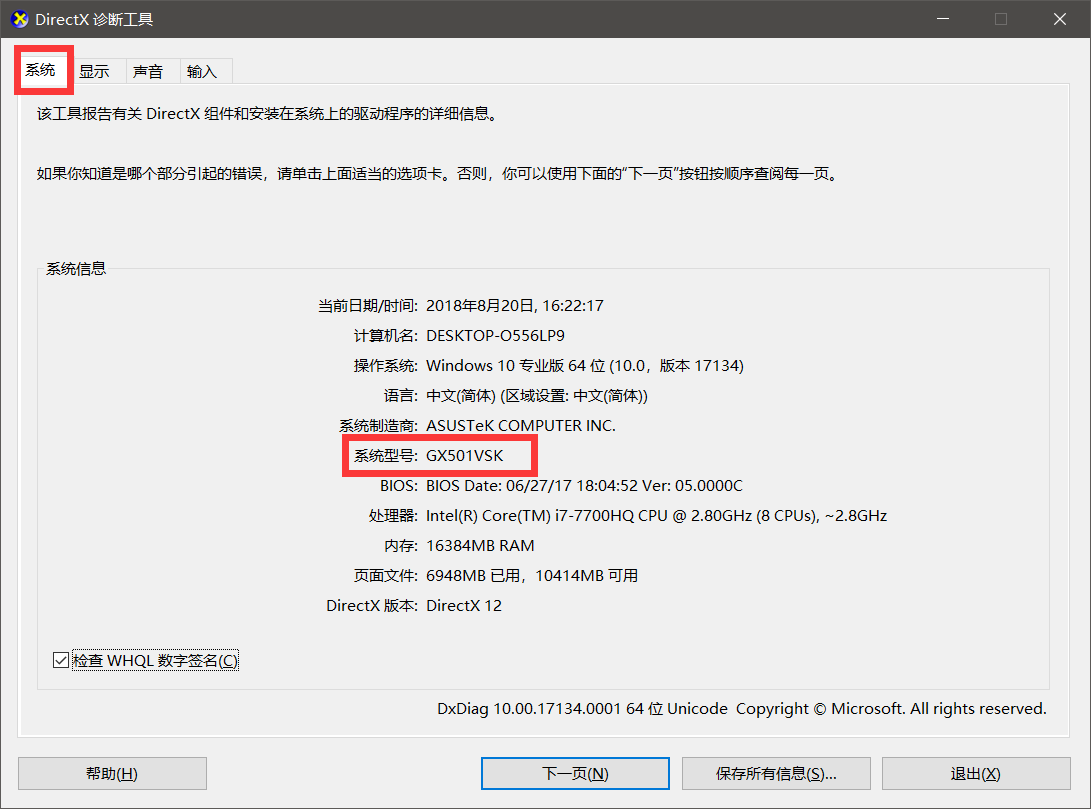 DirectX 诊断工具
系统 显示 声音 输入
该工具报告有关 DirectX 组件和安装在系统上的驱动程序的详细信息。
如果你知道是哪个部分引起的错误，请单击上面适当的选项卡。否则，你可以使用下面的“下一页”按钮按顺序查阅每一页。
系统信息
当前日期/时间: 2018年8月20日, 16:22:17
计算机名: DESKTOP-O556LP9
操作系统: Windows 10 专业版 64 位 (10.0，版本 17134)
语言: 中文(简体) (区域设置: 中文(简体))
系统制造商: ASUSTeK COMPUTER INC.
系统型号: GX501VSK
BIOS: BIOS Date: 06/27/17 18:04:52 Ver: 05.0000C
处理器: Intel(R) Core(TM) i7-7700HQ CPU @ 2.80GHz (8 CPUs), ~2.8GHz
内存: 16384MB RAM
页面文件: 6948MB 已用，10414MB 可用
DirectX 版本: DirectX 12
检查 WHQL 数字签名(C)
DxDiag 10.00.17134.0001 64 位 Unicode Copyright © Microsoft. All rights reserved.
帮助(H) 下一页(N) 保存所有信息(S)... 退出(X)